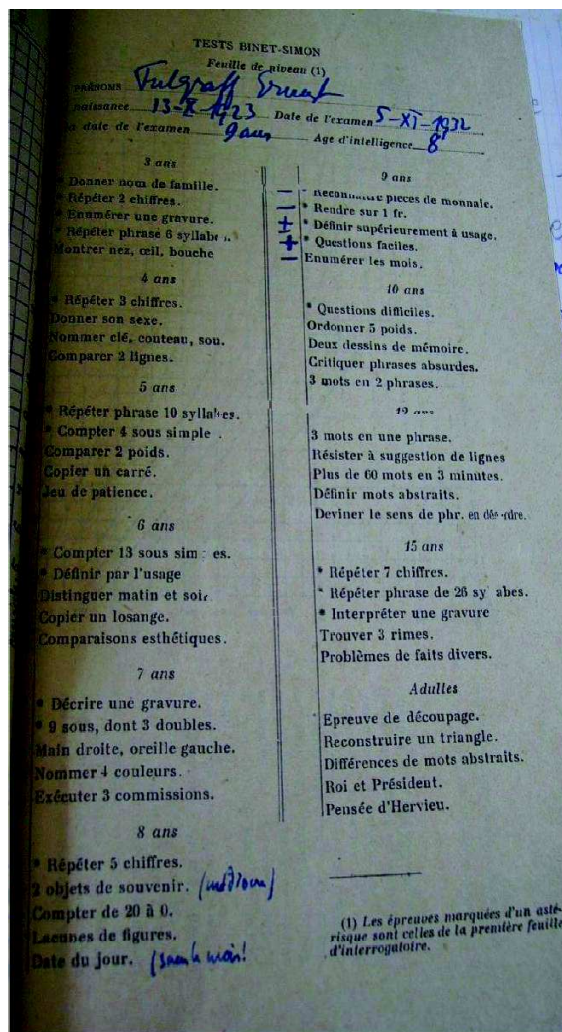 TESTS BINET-SIMON
Feuille de niveau (1)
PRÉNOMS Fulgraff Ernest
naissance 13-X-1923 Date de l'examen 5-XI-1932
la date de l'examen 9 ans Age d'intelligence 8
3 ans
* Donner nom de famille.
* Répéter 2 chiffres.
* Enumérer une gravure.
* Répéter phrase 6 syllabes.
Montrer nez, œil, bouche
4 ans
* Répéter 3 chiffres.
Donner son sexe.
Nommer clé, couteau, sou.
Comparer 2 lignes.
5 ans
* Répéter phrase 10 syllabes.
* Compter 4 sous simples.
Comparer 2 poids.
Copier un carré.
Jeu de patience.
6 ans
* Compter 13 sous simples.
* Définir par l'usage
Distinguer matin et soir
Copier un losange.
Comparaisons esthétiques.
7 ans
* Décrire une gravure.
* 9 sous, dont 3 doubles.
Main droite, oreille gauche.
Nommer 4 couleurs.
Exécuter 3 commissions.
8 ans
* Répéter 5 chiffres.
2 objets de souvenir. (médiocre)
Compter de 20 à 0.
Lacunes de figures.
Date du jour. (sans le mois!
9 ans
− * Reconnaître pièces de monnaie.
− * Rendre sur 1 fr.
± * Définir supérieurement à usage.
+ * Questions faciles.
− Enumérer les mois.
10 ans
* Questions difficiles.
Ordonner 5 poids.
Deux dessins de mémoire.
Critiquer phrases absurdes.
3 mots en 2 phrases.
12 ans
3 mots en une phrase.
Résister à suggestion de lignes
Plus de 60 mots en 3 minutes.
Définir mots abstraits.
Deviner le sens de phr. en désordre.
15 ans
* Répéter 7 chiffres.
* Répéter phrase de 26 syllabes.
* Interpréter une gravure
Trouver 3 rimes.
Problèmes de faits divers.
Adultes
Epreuve de découpage.
Reconstruire un triangle.
Différences de mots abstraits.
Roi et Président.
Pensée d'Hervieu.
(1) Les épreuves marquées d'un asté-
risque sont celles de la première feuille
d'interrogatoire.